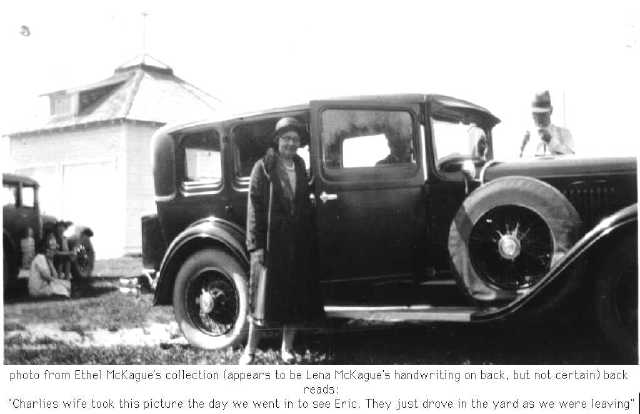 photo from Ethel McKague's collection (appears to be Lena McKague's handwriting on back, but not certain) back
reads:
"Charlies wife took this picture the day we went in to see Eric. They just drove in the yard as we were leaving"